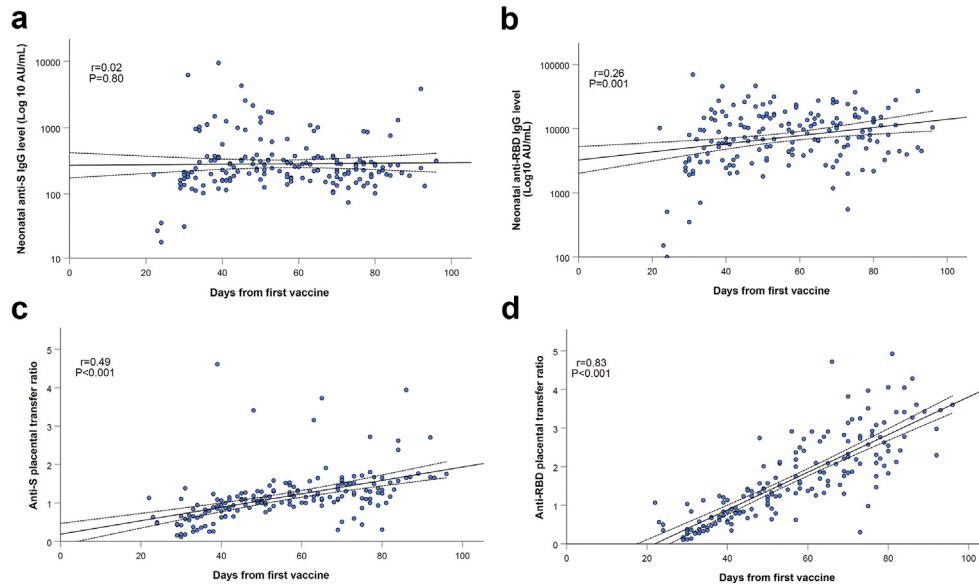 a
r=0.02
P=0.80
Neonatal anti-S IgG level (Log 10 AU/mL)
10000
1000
100
10
0
20
40
60
80
100
Days from first vaccine
b
r=0.26
P=0.001
Neonatal anti-RBD IgG level
(Log10 AU/mL)
100000
10000
1000
100
0
20
40
60
80
100
Days from first vaccine
c
r=0.49
P<0.001
Anti-S placental transfer ratio
5
4
3
2
1
0
0
20
40
60
80
100
Days from first vaccine
d
r=0.83
P<0.001
Anti-RBD placental transfer ratio
5
4
3
2
1
0
0
20
40
60
80
100
Days from first vaccine